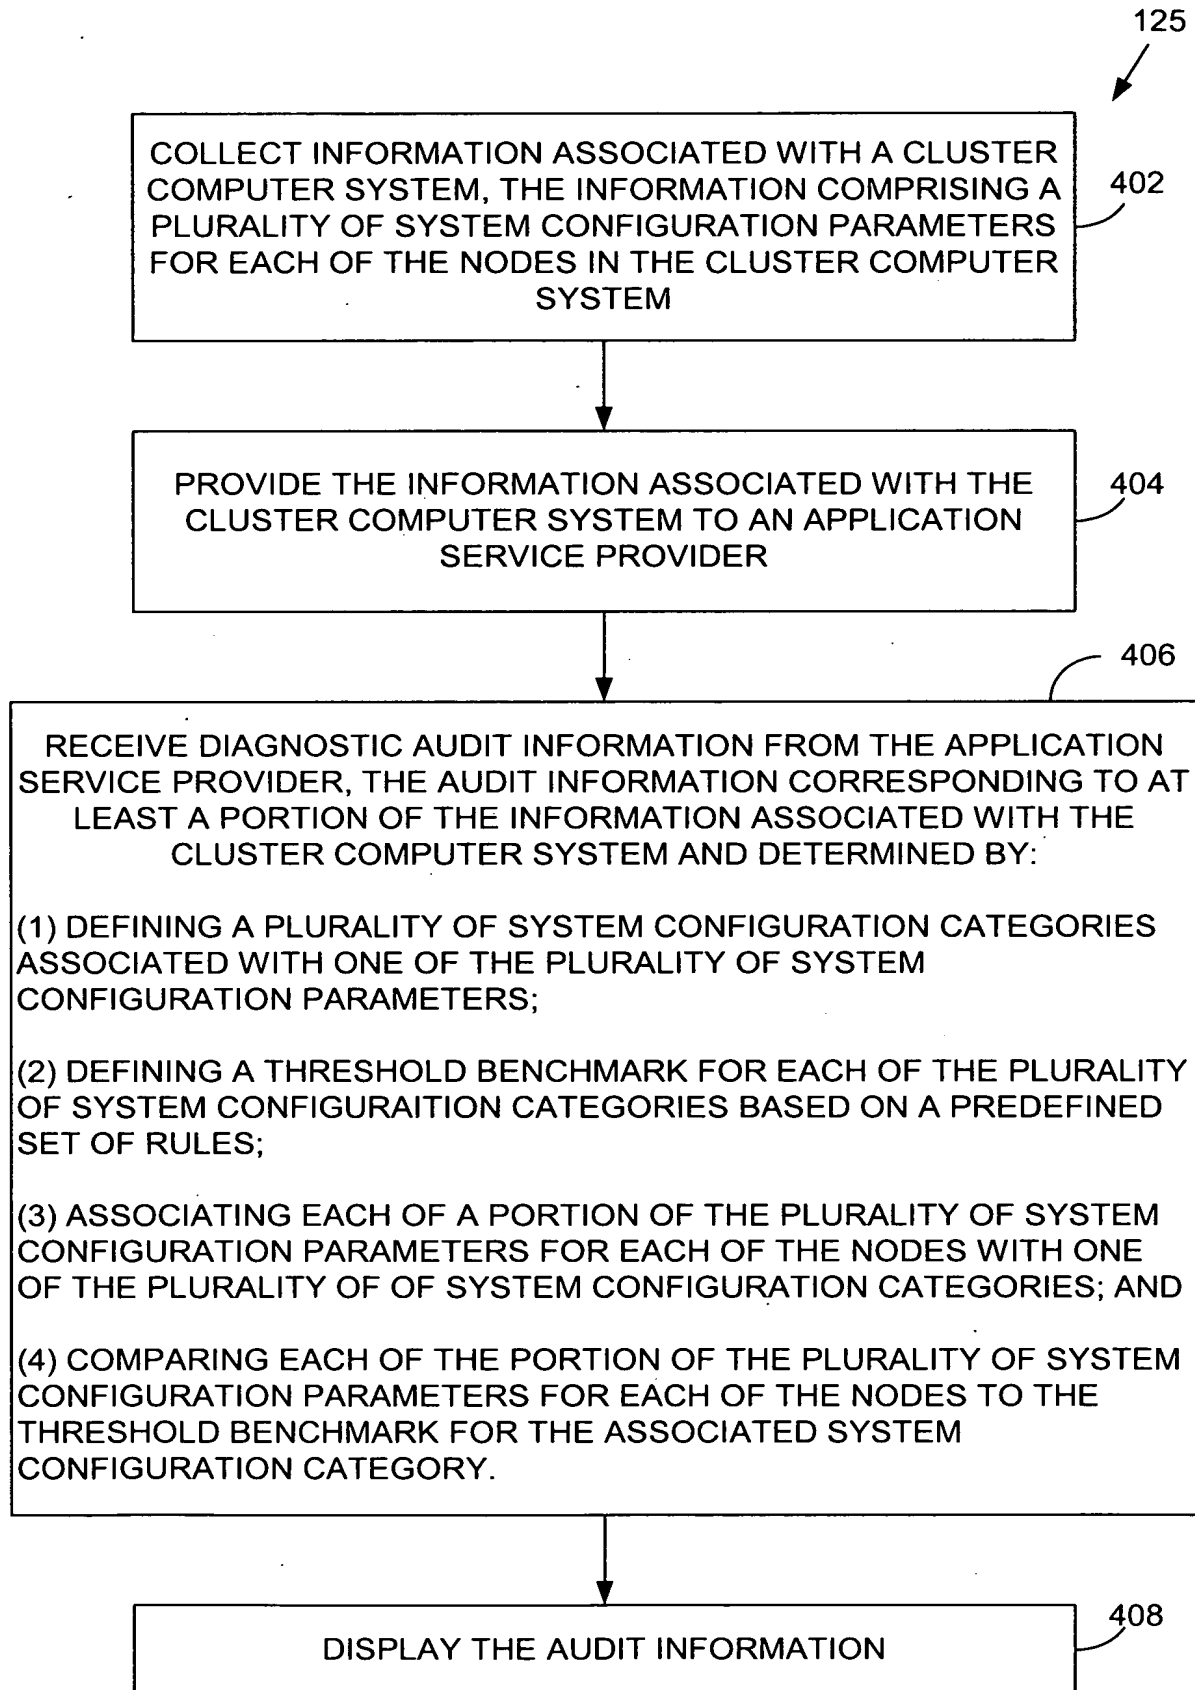 125
COLLECT INFORMATION ASSOCIATED WITH A CLUSTER
COMPUTER SYSTEM, THE INFORMATION COMPRISING A
PLURALITY OF SYSTEM CONFIGURATION PARAMETERS
FOR EACH OF THE NODES IN THE CLUSTER COMPUTER
SYSTEM
402
PROVIDE THE INFORMATION ASSOCIATED WITH THE
CLUSTER COMPUTER SYSTEM TO AN APPLICATION
SERVICE PROVIDER
404
406
RECEIVE DIAGNOSTIC AUDIT INFORMATION FROM THE APPLICATION
SERVICE PROVIDER, THE AUDIT INFORMATION CORRESPONDING TO AT
LEAST A PORTION OF THE INFORMATION ASSOCIATED WITH THE
CLUSTER COMPUTER SYSTEM AND DETERMINED BY:
(1) DEFINING A PLURALITY OF SYSTEM CONFIGURATION CATEGORIES
ASSOCIATED WITH ONE OF THE PLURALITY OF SYSTEM
CONFIGURATION PARAMETERS;
(2) DEFINING A THRESHOLD BENCHMARK FOR EACH OF THE PLURALITY
OF SYSTEM CONFIGURAITION CATEGORIES BASED ON A PREDEFINED
SET OF RULES;
(3) ASSOCIATING EACH OF A PORTION OF THE PLURALITY OF SYSTEM
CONFIGURATION PARAMETERS FOR EACH OF THE NODES WITH ONE
OF THE PLURALITY OF OF SYSTEM CONFIGURATION CATEGORIES; AND
(4) COMPARING EACH OF THE PORTION OF THE PLURALITY OF SYSTEM
CONFIGURATION PARAMETERS FOR EACH OF THE NODES TO THE
THRESHOLD BENCHMARK FOR THE ASSOCIATED SYSTEM
CONFIGURATION CATEGORY.
408
DISPLAY THE AUDIT INFORMATION